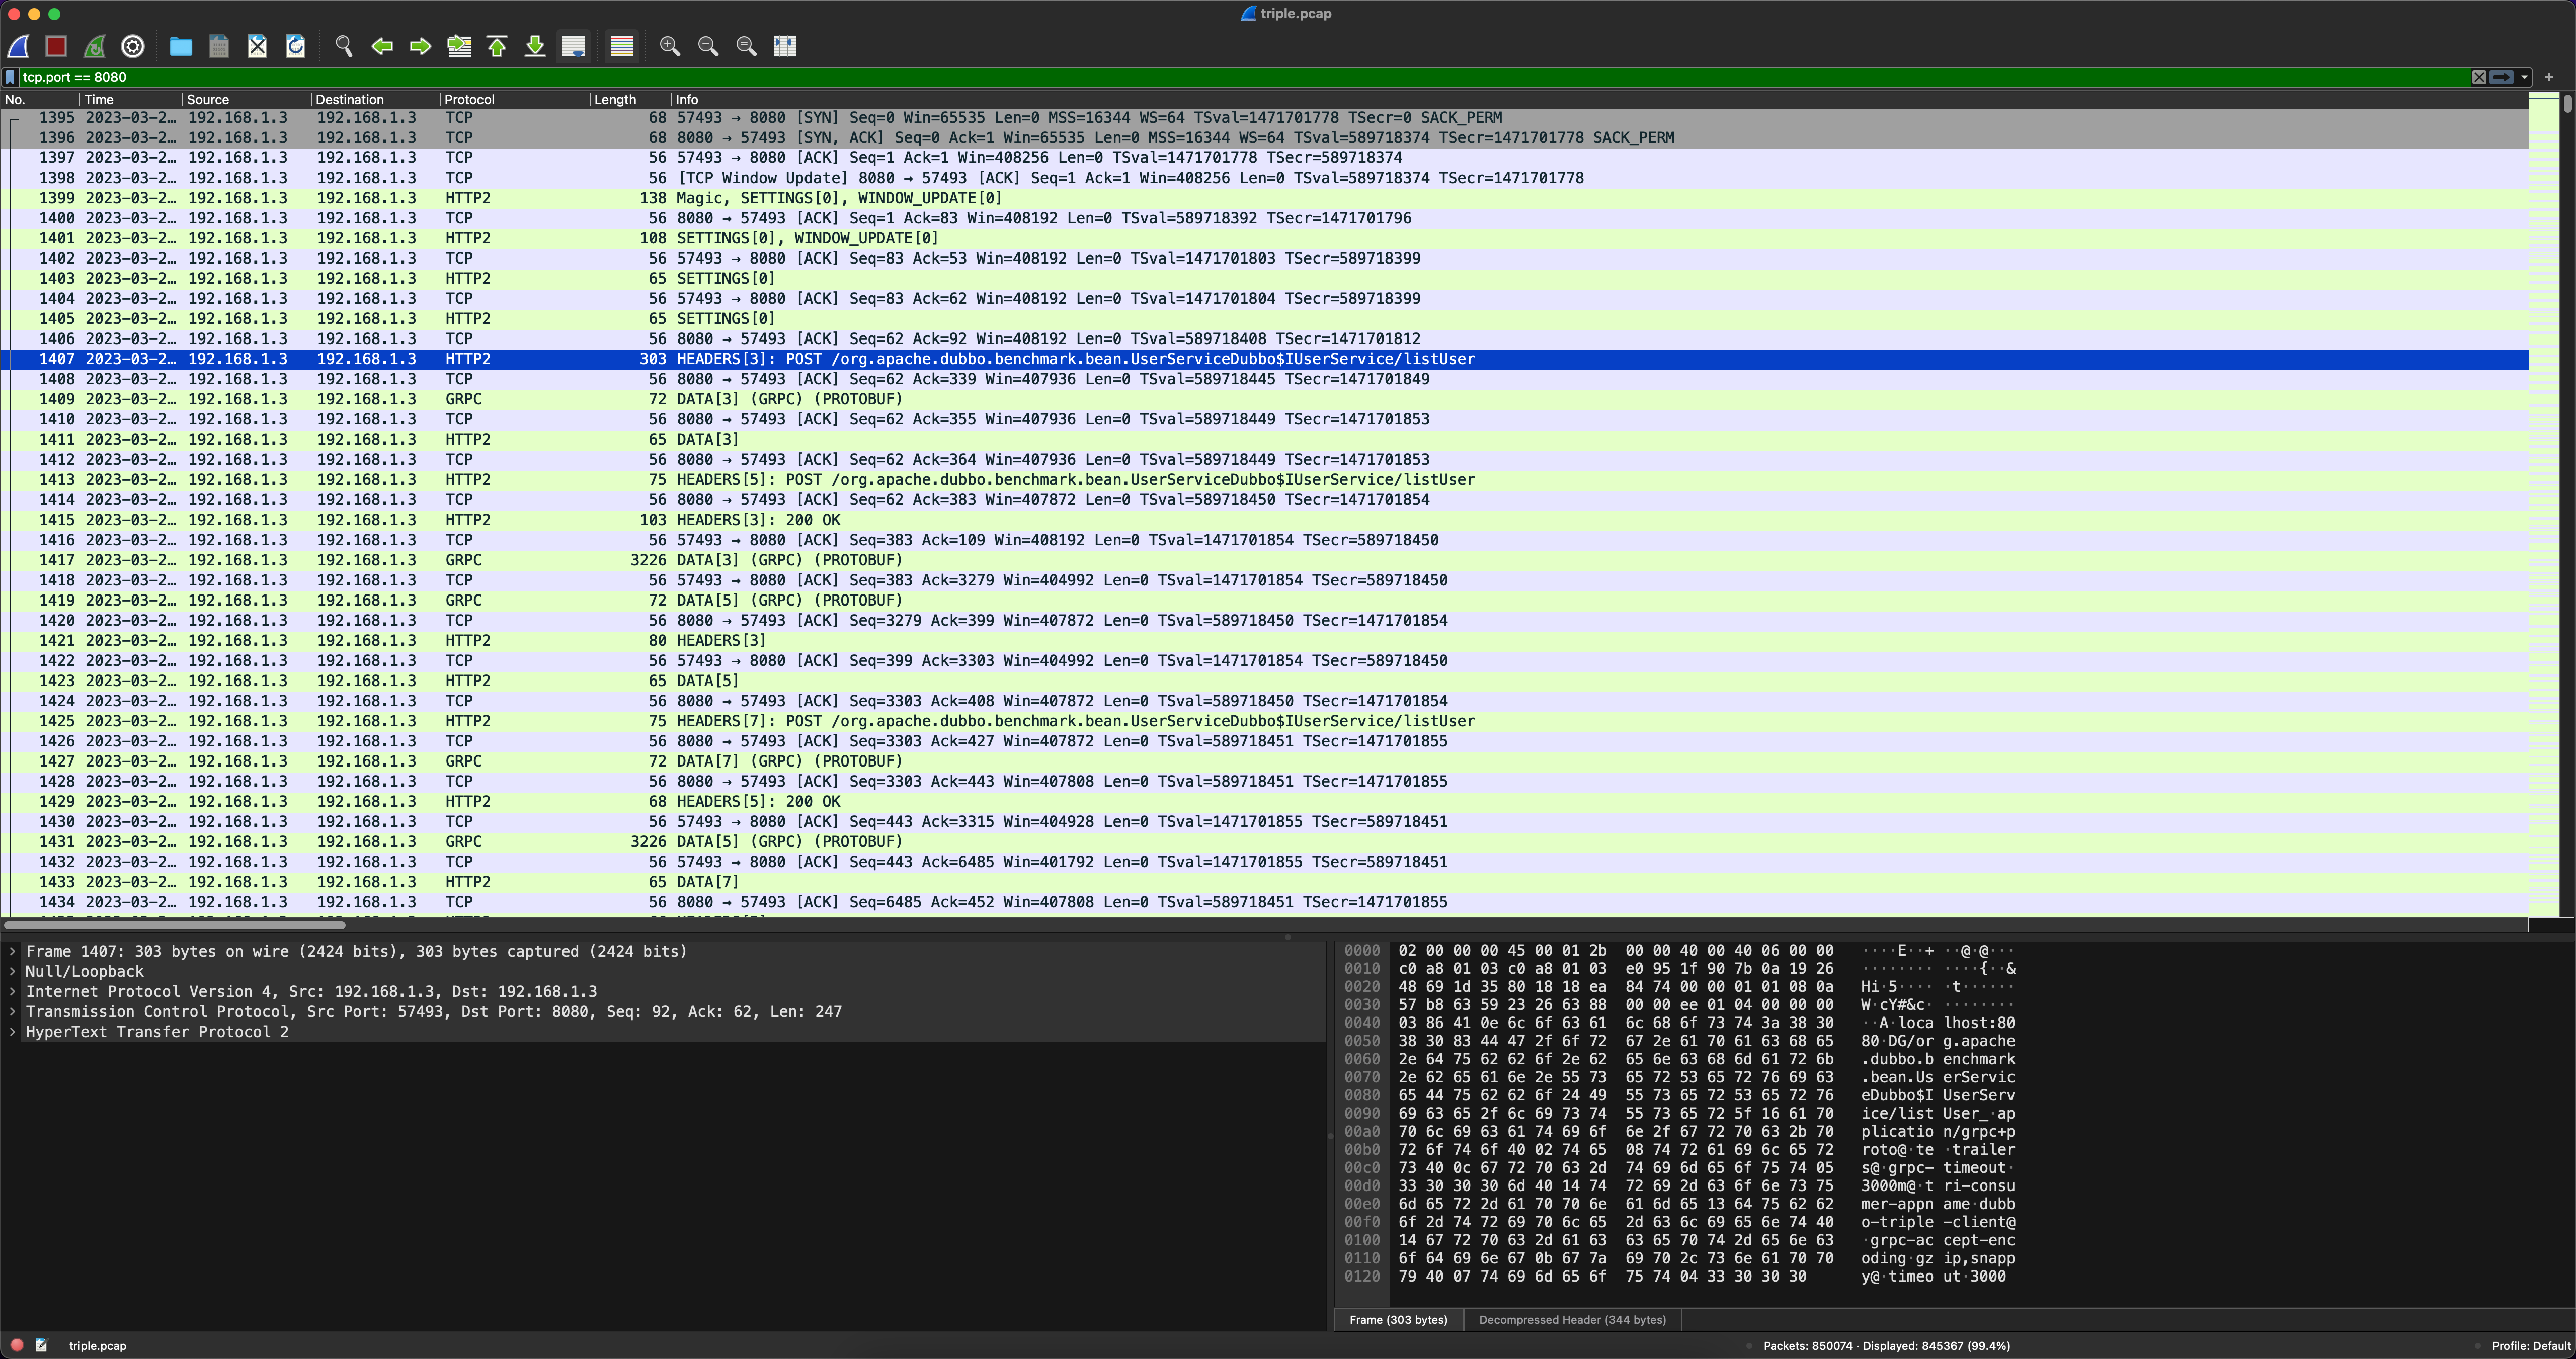 triple.pcap
tcp.port == 8080
No. Time Source Destination Protocol Length Info
1395 2023-03-2… 192.168.1.3 192.168.1.3 TCP 68 57493 → 8080 [SYN] Seq=0 Win=65535 Len=0 MSS=16344 WS=64 TSval=1471701778 TSecr=0 SACK_PERM
1396 2023-03-2… 192.168.1.3 192.168.1.3 TCP 68 8080 → 57493 [SYN, ACK] Seq=0 Ack=1 Win=65535 Len=0 MSS=16344 WS=64 TSval=589718374 TSecr=1471701778 SACK_PERM
1397 2023-03-2… 192.168.1.3 192.168.1.3 TCP 56 57493 → 8080 [ACK] Seq=1 Ack=1 Win=408256 Len=0 TSval=1471701778 TSecr=589718374
1398 2023-03-2… 192.168.1.3 192.168.1.3 TCP 56 [TCP Window Update] 8080 → 57493 [ACK] Seq=1 Ack=1 Win=408256 Len=0 TSval=589718374 TSecr=1471701778
1399 2023-03-2… 192.168.1.3 192.168.1.3 HTTP2 138 Magic, SETTINGS[0], WINDOW_UPDATE[0]
1400 2023-03-2… 192.168.1.3 192.168.1.3 TCP 56 8080 → 57493 [ACK] Seq=1 Ack=83 Win=408192 Len=0 TSval=589718392 TSecr=1471701796
1401 2023-03-2… 192.168.1.3 192.168.1.3 HTTP2 108 SETTINGS[0], WINDOW_UPDATE[0]
1402 2023-03-2… 192.168.1.3 192.168.1.3 TCP 56 57493 → 8080 [ACK] Seq=83 Ack=53 Win=408192 Len=0 TSval=1471701803 TSecr=589718399
1403 2023-03-2… 192.168.1.3 192.168.1.3 HTTP2 65 SETTINGS[0]
1404 2023-03-2… 192.168.1.3 192.168.1.3 TCP 56 57493 → 8080 [ACK] Seq=83 Ack=62 Win=408192 Len=0 TSval=1471701804 TSecr=589718399
1405 2023-03-2… 192.168.1.3 192.168.1.3 HTTP2 65 SETTINGS[0]
1406 2023-03-2… 192.168.1.3 192.168.1.3 TCP 56 8080 → 57493 [ACK] Seq=62 Ack=92 Win=408192 Len=0 TSval=589718408 TSecr=1471701812
1407 2023-03-2… 192.168.1.3 192.168.1.3 HTTP2 303 HEADERS[3]: POST /org.apache.dubbo.benchmark.bean.UserServiceDubbo$IUserService/listUser
1408 2023-03-2… 192.168.1.3 192.168.1.3 TCP 56 8080 → 57493 [ACK] Seq=62 Ack=339 Win=407936 Len=0 TSval=589718445 TSecr=1471701849
1409 2023-03-2… 192.168.1.3 192.168.1.3 GRPC 72 DATA[3] (GRPC) (PROTOBUF)
1410 2023-03-2… 192.168.1.3 192.168.1.3 TCP 56 8080 → 57493 [ACK] Seq=62 Ack=355 Win=407936 Len=0 TSval=589718449 TSecr=1471701853
1411 2023-03-2… 192.168.1.3 192.168.1.3 HTTP2 65 DATA[3]
1412 2023-03-2… 192.168.1.3 192.168.1.3 TCP 56 8080 → 57493 [ACK] Seq=62 Ack=364 Win=407936 Len=0 TSval=589718449 TSecr=1471701853
1413 2023-03-2… 192.168.1.3 192.168.1.3 HTTP2 75 HEADERS[5]: POST /org.apache.dubbo.benchmark.bean.UserServiceDubbo$IUserService/listUser
1414 2023-03-2… 192.168.1.3 192.168.1.3 TCP 56 8080 → 57493 [ACK] Seq=62 Ack=383 Win=407872 Len=0 TSval=589718450 TSecr=1471701854
1415 2023-03-2… 192.168.1.3 192.168.1.3 HTTP2 103 HEADERS[3]: 200 OK
1416 2023-03-2… 192.168.1.3 192.168.1.3 TCP 56 57493 → 8080 [ACK] Seq=383 Ack=109 Win=408192 Len=0 TSval=1471701854 TSecr=589718450
1417 2023-03-2… 192.168.1.3 192.168.1.3 GRPC 3226 DATA[3] (GRPC) (PROTOBUF)
1418 2023-03-2… 192.168.1.3 192.168.1.3 TCP 56 57493 → 8080 [ACK] Seq=383 Ack=3279 Win=404992 Len=0 TSval=1471701854 TSecr=589718450
1419 2023-03-2… 192.168.1.3 192.168.1.3 GRPC 72 DATA[5] (GRPC) (PROTOBUF)
1420 2023-03-2… 192.168.1.3 192.168.1.3 TCP 56 8080 → 57493 [ACK] Seq=3279 Ack=399 Win=407872 Len=0 TSval=589718450 TSecr=1471701854
1421 2023-03-2… 192.168.1.3 192.168.1.3 HTTP2 80 HEADERS[3]
1422 2023-03-2… 192.168.1.3 192.168.1.3 TCP 56 57493 → 8080 [ACK] Seq=399 Ack=3303 Win=404992 Len=0 TSval=1471701854 TSecr=589718450
1423 2023-03-2… 192.168.1.3 192.168.1.3 HTTP2 65 DATA[5]
1424 2023-03-2… 192.168.1.3 192.168.1.3 TCP 56 8080 → 57493 [ACK] Seq=3303 Ack=408 Win=407872 Len=0 TSval=589718450 TSecr=1471701854
1425 2023-03-2… 192.168.1.3 192.168.1.3 HTTP2 75 HEADERS[7]: POST /org.apache.dubbo.benchmark.bean.UserServiceDubbo$IUserService/listUser
1426 2023-03-2… 192.168.1.3 192.168.1.3 TCP 56 8080 → 57493 [ACK] Seq=3303 Ack=427 Win=407872 Len=0 TSval=589718451 TSecr=1471701855
1427 2023-03-2… 192.168.1.3 192.168.1.3 GRPC 72 DATA[7] (GRPC) (PROTOBUF)
1428 2023-03-2… 192.168.1.3 192.168.1.3 TCP 56 8080 → 57493 [ACK] Seq=3303 Ack=443 Win=407808 Len=0 TSval=589718451 TSecr=1471701855
1429 2023-03-2… 192.168.1.3 192.168.1.3 HTTP2 68 HEADERS[5]: 200 OK
1430 2023-03-2… 192.168.1.3 192.168.1.3 TCP 56 57493 → 8080 [ACK] Seq=443 Ack=3315 Win=404928 Len=0 TSval=1471701855 TSecr=589718451
1431 2023-03-2… 192.168.1.3 192.168.1.3 GRPC 3226 DATA[5] (GRPC) (PROTOBUF)
1432 2023-03-2… 192.168.1.3 192.168.1.3 TCP 56 57493 → 8080 [ACK] Seq=443 Ack=6485 Win=401792 Len=0 TSval=1471701855 TSecr=589718451
1433 2023-03-2… 192.168.1.3 192.168.1.3 HTTP2 65 DATA[7]
1434 2023-03-2… 192.168.1.3 192.168.1.3 TCP 56 8080 → 57493 [ACK] Seq=6485 Ack=452 Win=407808 Len=0 TSval=589718451 TSecr=1471701855
Frame 1407: 303 bytes on wire (2424 bits), 303 bytes captured (2424 bits)
Null/Loopback
Internet Protocol Version 4, Src: 192.168.1.3, Dst: 192.168.1.3
Transmission Control Protocol, Src Port: 57493, Dst Port: 8080, Seq: 92, Ack: 62, Len: 247
HyperText Transfer Protocol 2
0000 02 00 00 00 45 00 01 2b 00 00 40 00 40 06 00 00 ····E··+ ··@·@···
0010 c0 a8 01 03 c0 a8 01 03 e0 95 1f 90 7b 0a 19 26 ········ ····{··&
0020 48 69 1d 35 80 18 18 ea 84 74 00 00 01 01 08 0a Hi·5···· ·t······
0030 57 b8 63 59 23 26 63 88 00 00 ee 01 04 00 00 00 W·cY#&c· ········
0040 03 86 41 0e 6c 6f 63 61 6c 68 6f 73 74 3a 38 30 ··A·loca lhost:80
0050 38 30 83 44 47 2f 6f 72 67 2e 61 70 61 63 68 65 80·DG/or g.apache
0060 2e 64 75 62 62 6f 2e 62 65 6e 63 68 6d 61 72 6b .dubbo.b enchmark
0070 2e 62 65 61 6e 2e 55 73 65 72 53 65 72 76 69 63 .bean.Us erServic
0080 65 44 75 62 62 6f 24 49 55 73 65 72 53 65 72 76 eDubbo$I UserServ
0090 69 63 65 2f 6c 69 73 74 55 73 65 72 5f 16 61 70 ice/list User_·ap
00a0 70 6c 69 63 61 74 69 6f 6e 2f 67 72 70 63 2b 70 plicatio n/grpc+p
00b0 72 6f 74 6f 40 02 74 65 08 74 72 61 69 6c 65 72 roto@·te ·trailer
00c0 73 40 0c 67 72 70 63 2d 74 69 6d 65 6f 75 74 05 s@·grpc- timeout·
00d0 33 30 30 30 6d 40 14 74 72 69 2d 63 6f 6e 73 75 3000m@·t ri-consu
00e0 6d 65 72 2d 61 70 70 6e 61 6d 65 13 64 75 62 62 mer-appn ame·dubb
00f0 6f 2d 74 72 69 70 6c 65 2d 63 6c 69 65 6e 74 40 o-triple -client@
0100 14 67 72 70 63 2d 61 63 63 65 70 74 2d 65 6e 63 ·grpc-ac cept-enc
0110 6f 64 69 6e 67 0b 67 7a 69 70 2c 73 6e 61 70 70 oding·gz ip,snapp
0120 79 40 07 74 69 6d 65 6f 75 74 04 33 30 30 30 y@·timeo ut·3000
Frame (303 bytes) Decompressed Header (344 bytes)
triple.pcap Packets: 850074 · Displayed: 845367 (99.4%) Profile: Default